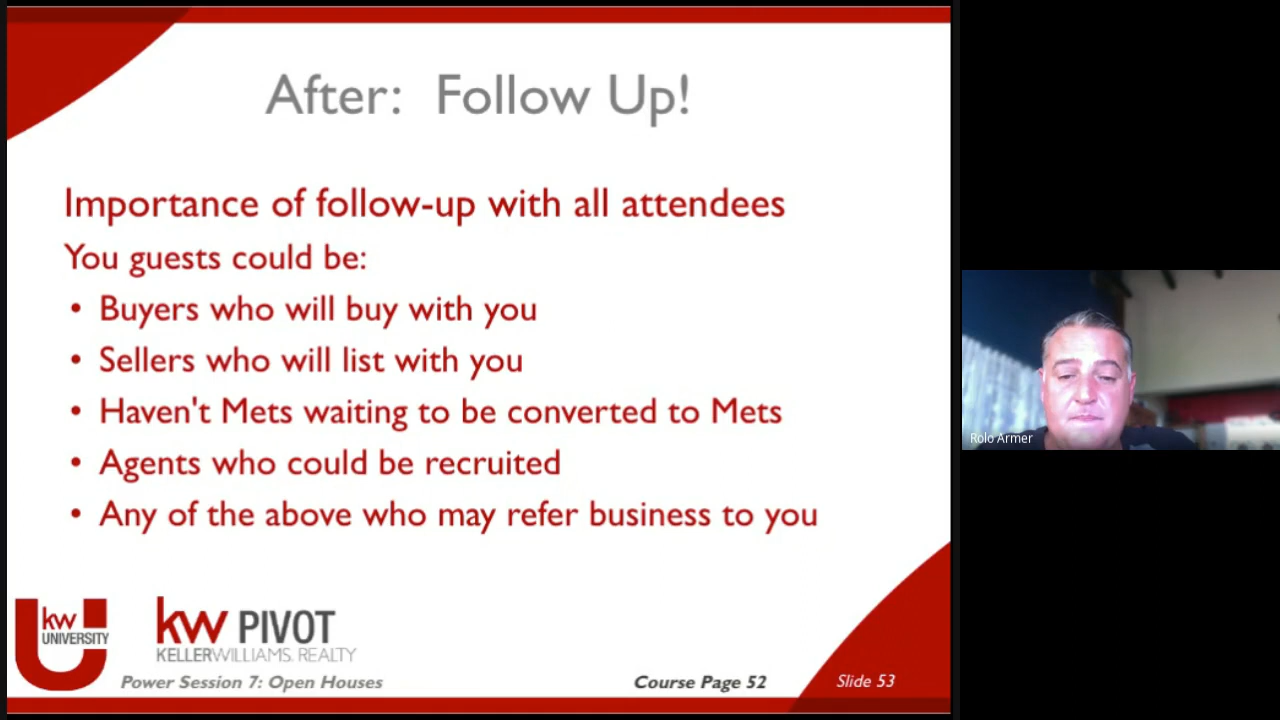 After: Follow Up!
Importance of follow-up with all attendees
You guests could be:
• Buyers who will buy with you
• Sellers who will list with you
• Haven't Mets waiting to be converted to Mets
• Agents who could be recruited
• Any of the above who may refer business to you
kw
UNIVERSITY
kw PIVOT
KELLERWILLIAMS. REALTY
Power Session 7: Open Houses
Course Page 52
Slide 53
Rolo Armer